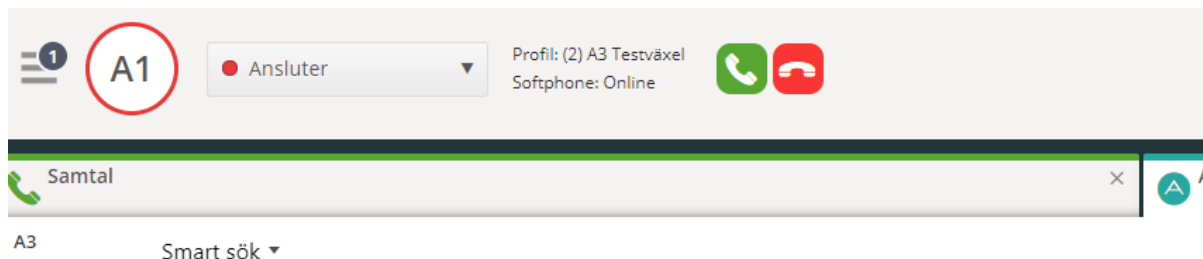 1
A1
Ansluter
Profil: (2) A3 Testväxel
Softphone: Online
Samtal
A3
Smart sök